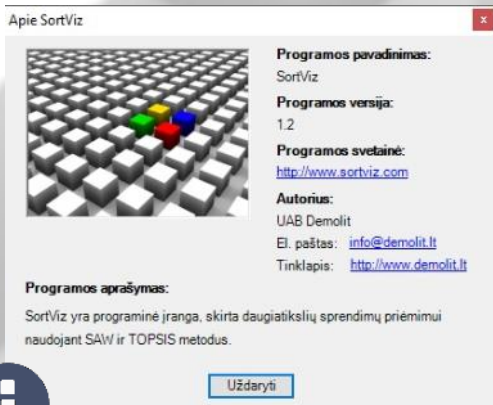 Apie SortViz
Programos pavadinimas:
SortViz
Programos versija:
1.2
Programos svetainė:
http://www.sortviz.com
Autorius:
UAB Demolit
El. paštas: info@demolit.lt
Tinklapis: http://www.demolit.lt
Programos aprašymas:
SortViz yra programinė įranga, skirta daugiatikslių sprendimų priėmimui
naudojant SAW ir TOPSIS metodus.
Uždaryti